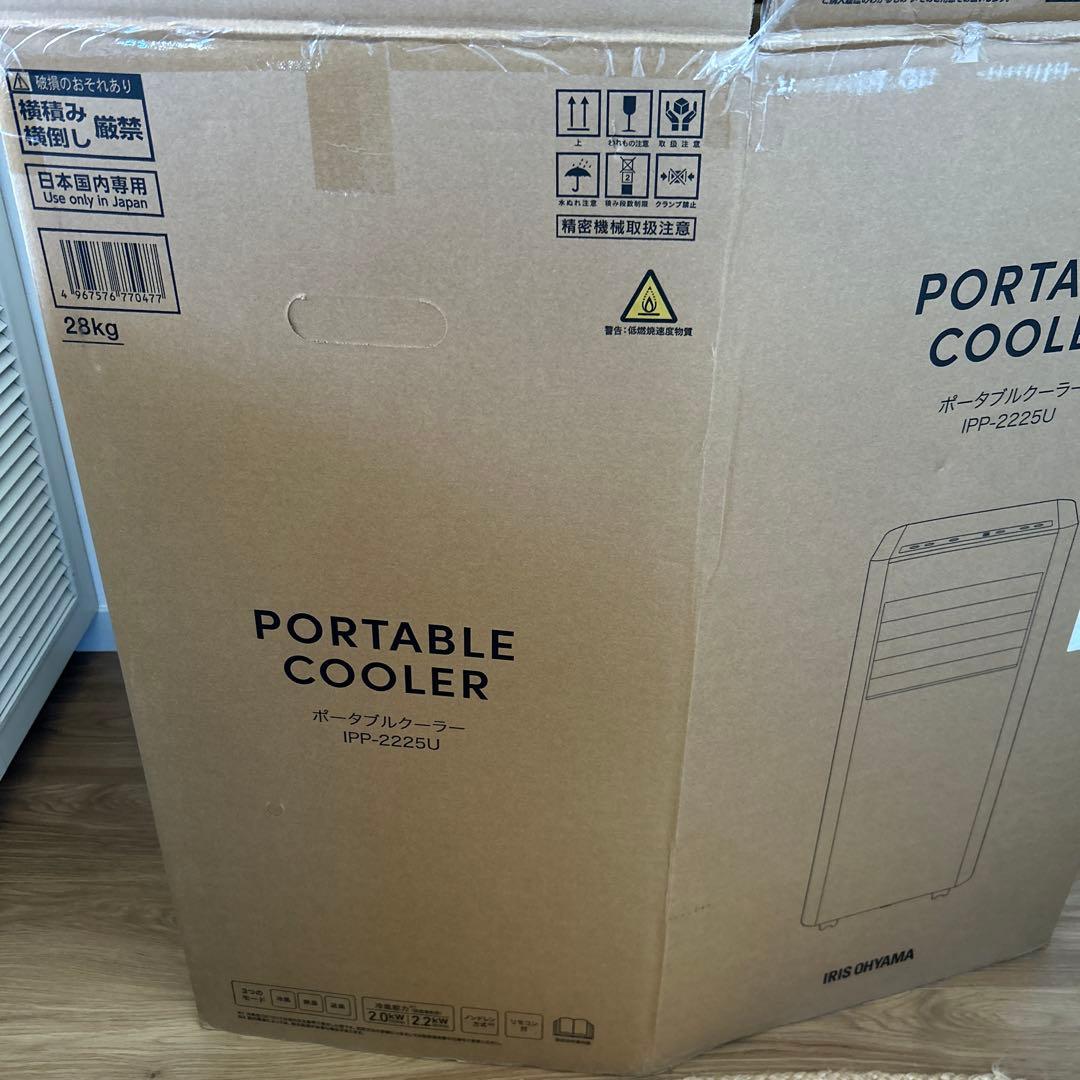 破損のおそれあり
横積み
横倒し 厳禁
日本国内専用
Use only in Japan
4 967576 770477
28kg
上
われもの注意
取扱注意
水ぬれ注意
2
積み段数制限
クランプ禁止
精密機械取扱注意
警告:低燃焼速度物質
PORTABLE
COOLER
ポータブルクーラー
IPP-2225U
3つの
モード
冷風
送風
冷房能力
2.0kW 2.2kW
ノンドレン
方式
リモコン
付
PORTA
COOLE
ポータブルクーラー
IPP-2225U
IRIS OHYAMA